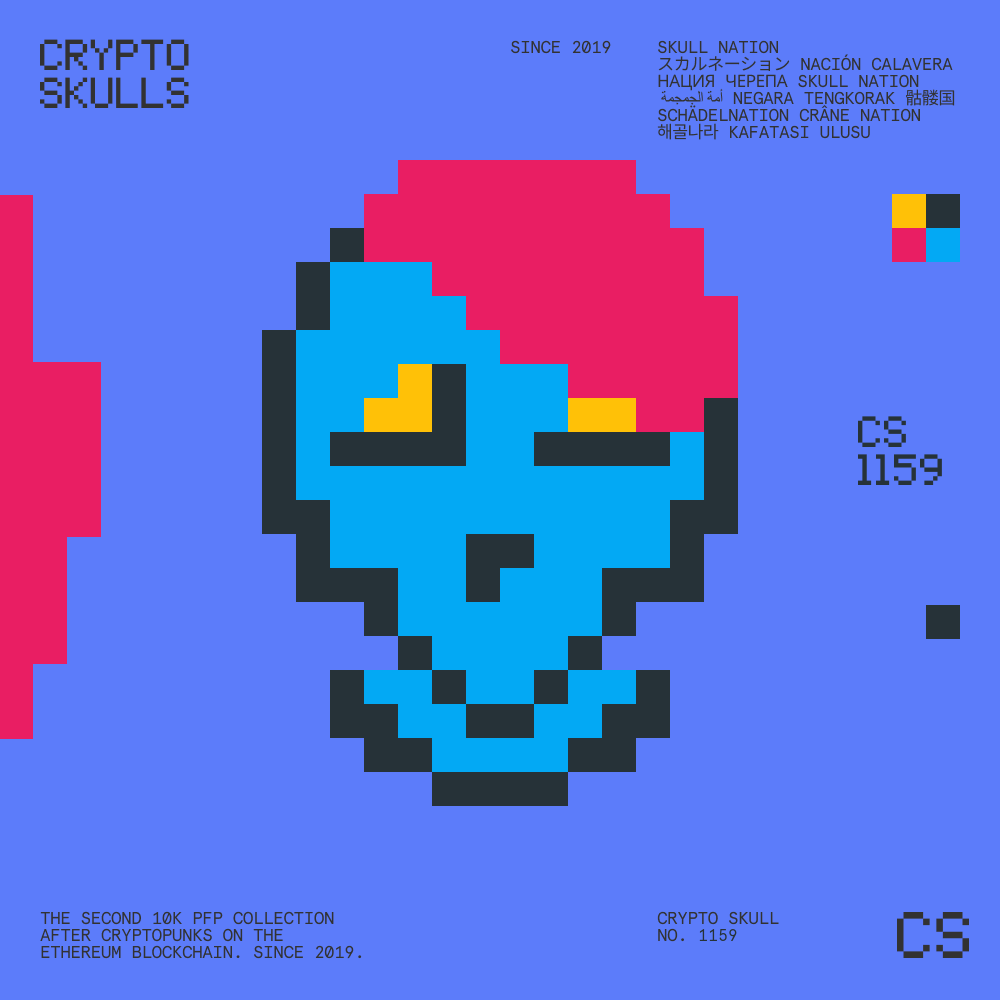 CRYPTO
SKULLS
SINCE 2019
SKULL NATION
スカルネーション NACIÓN CALAVERA
НАЦИЯ ЧЕРЕПА SKULL NATION
أمة الجمجمة NEGARA TENGKORAK 骷髅国
SCHÄDELNATION CRÂNE NATION
해골나라 KAFATASI ULUSU
CS
1159
THE SECOND 10K PFP COLLECTION
AFTER CRYPTOPUNKS ON THE
ETHEREUM BLOCKCHAIN. SINCE 2019.
CRYPTO SKULL
NO. 1159
CS